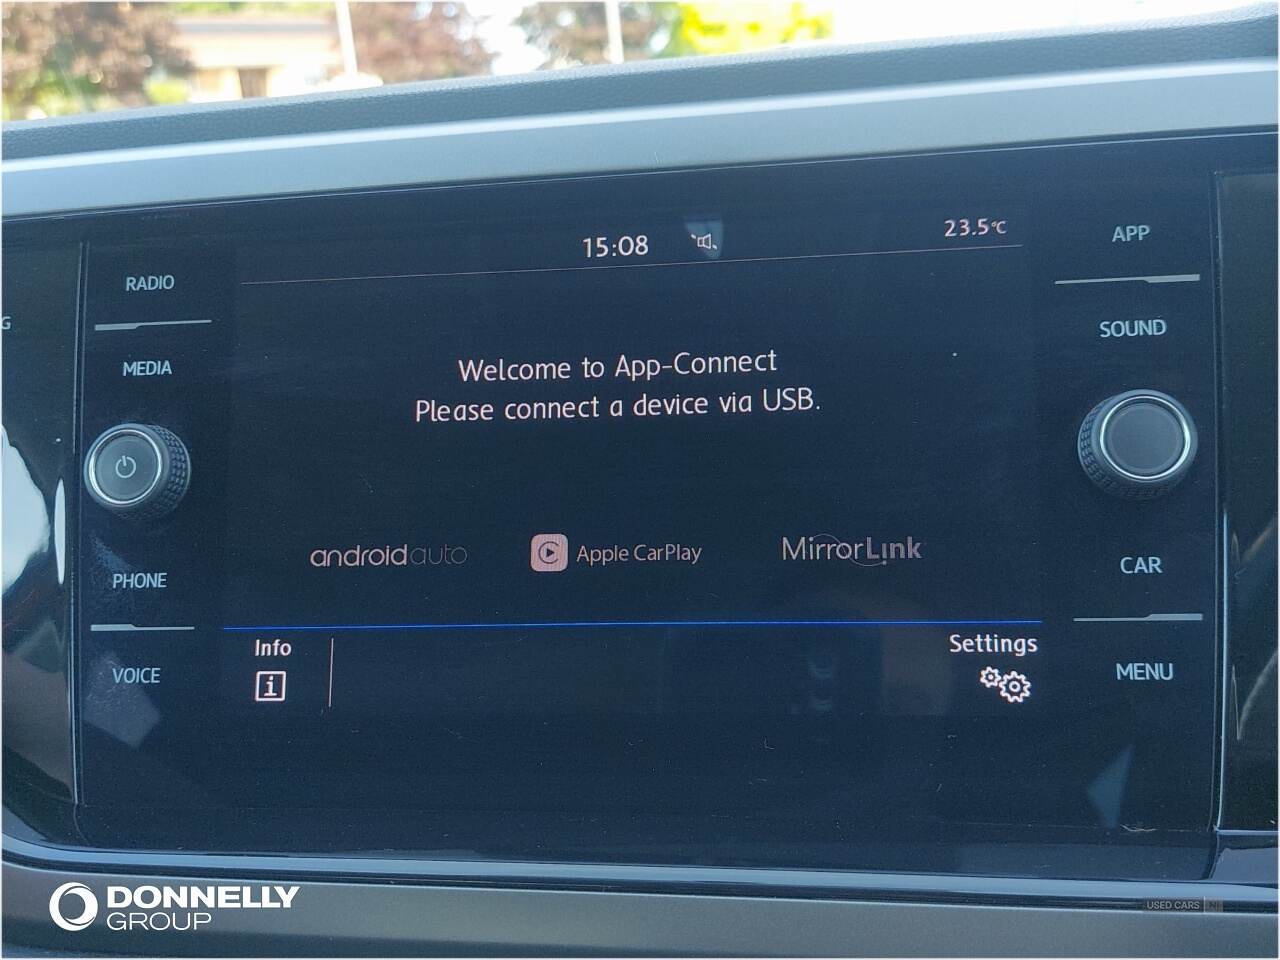 15:08
23.5°C
APP
RADIO
SOUND
MEDIA
Welcome to App-Connect
Please connect a device via USB.
androidauto
Apple CarPlay
MirrorLink
PHONE
CAR
Info
Settings
VOICE
MENU
DONNELLY
GROUP
USED CARS NI